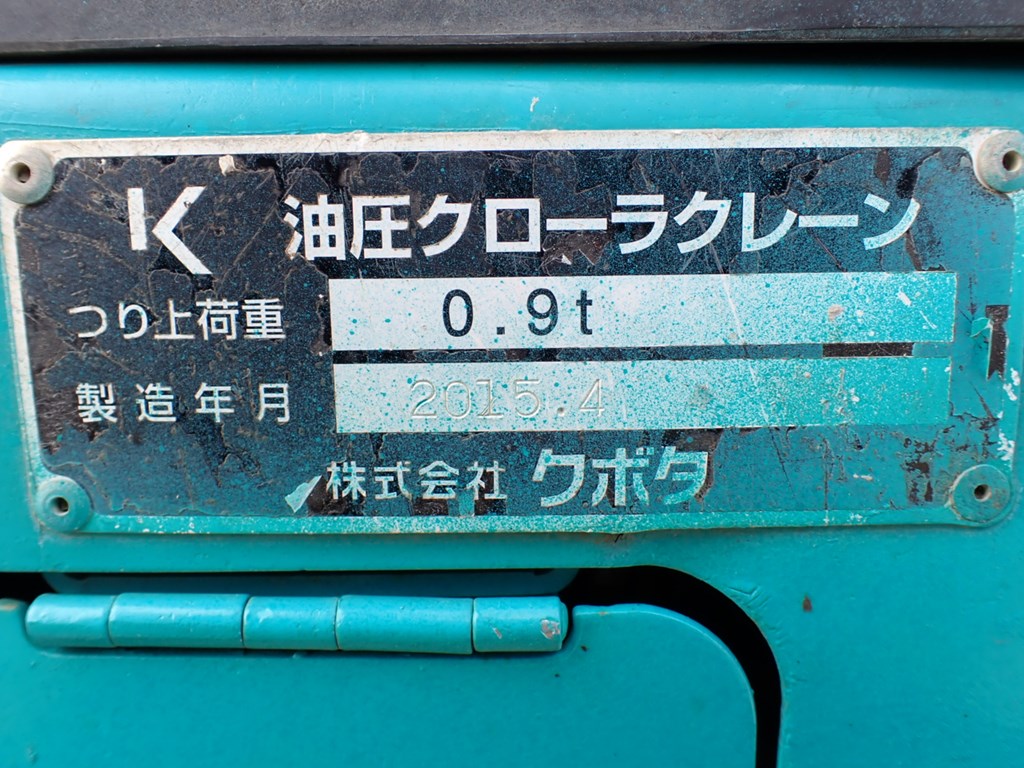 K 油圧クローラクレーン
つり上荷重 0.9t
製造年月 2015.4
株式会社 クボタ